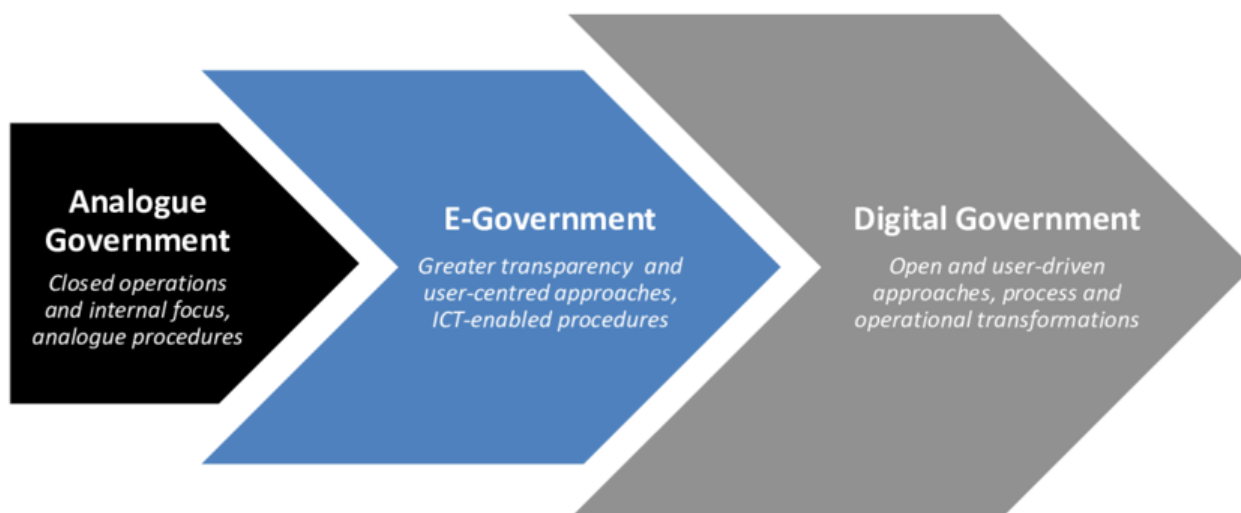 Analogue
Government
Closed operations
and internal focus,
analogue procedures
E-Government
Greater transparency and
user-centred approaches,
ICT-enabled procedures
Digital Government
Open and user-driven
approaches, process and
operational transformations